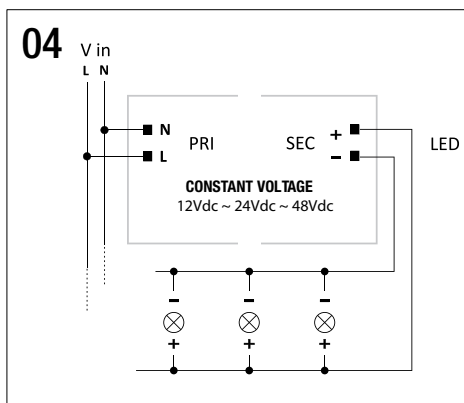 04
V in
L N
N
L
PRI
SEC
+
–
LED
CONSTANT VOLTAGE
12Vdc ~ 24Vdc ~ 48Vdc
– – –
+ + +